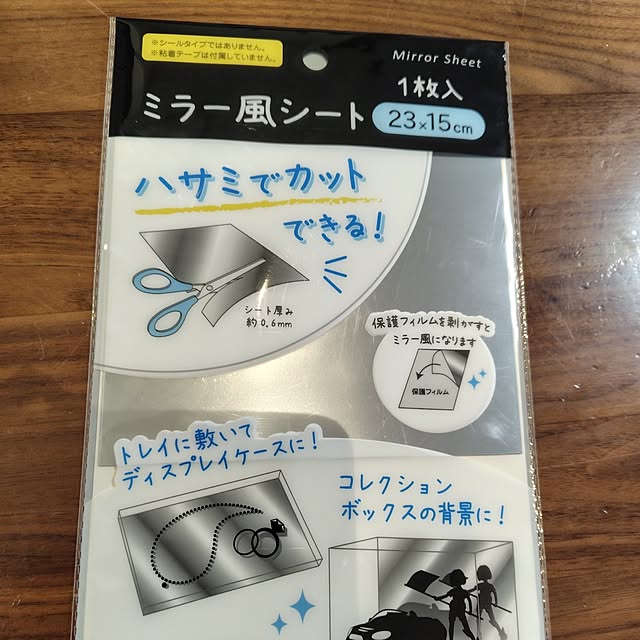 ※シールタイプではありません。
※粘着テープは付属していません。
Mirror Sheet
1枚入
ミラー風シート
23×15cm
ハサミでカット
できる!
シート厚み
約0.6mm
保護フィルムを剥がすと
ミラー風になります
保護フィルム
トレイに敷いて
ディスプレイケースに!
コレクション
ボックスの背景に!